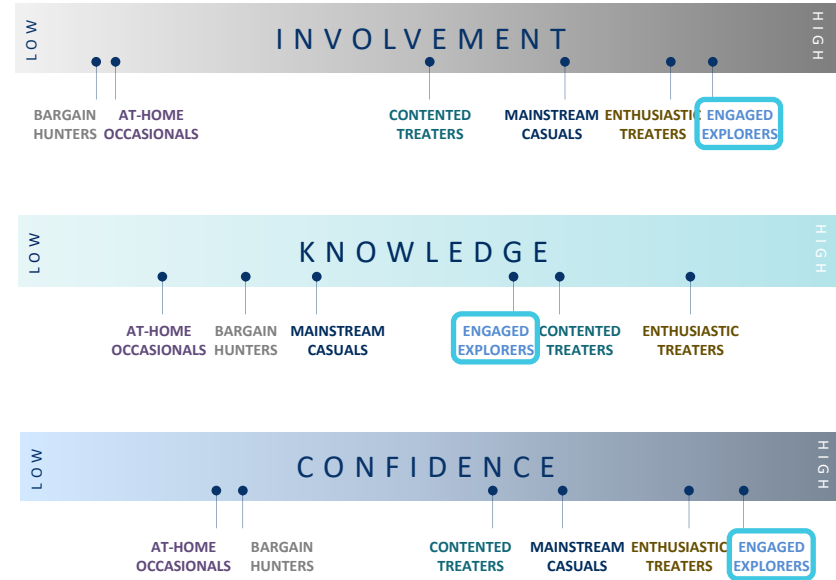 LOW
INVOLVEMENT
HIGH
BARGAIN HUNTERS
AT-HOME OCCASIONALS
CONTENTED TREATERS
MAINSTREAM CASUALS
ENTHUSIASTIC TREATERS
ENGAGED EXPLORERS
LOW
KNOWLEDGE
HIGH
AT-HOME OCCASIONALS
BARGAIN HUNTERS
MAINSTREAM CASUALS
ENGAGED EXPLORERS
CONTENTED TREATERS
ENTHUSIASTIC TREATERS
LOW
CONFIDENCE
HIGH
AT-HOME OCCASIONALS
BARGAIN HUNTERS
CONTENTED TREATERS
MAINSTREAM CASUALS
ENTHUSIASTIC TREATERS
ENGAGED EXPLORERS